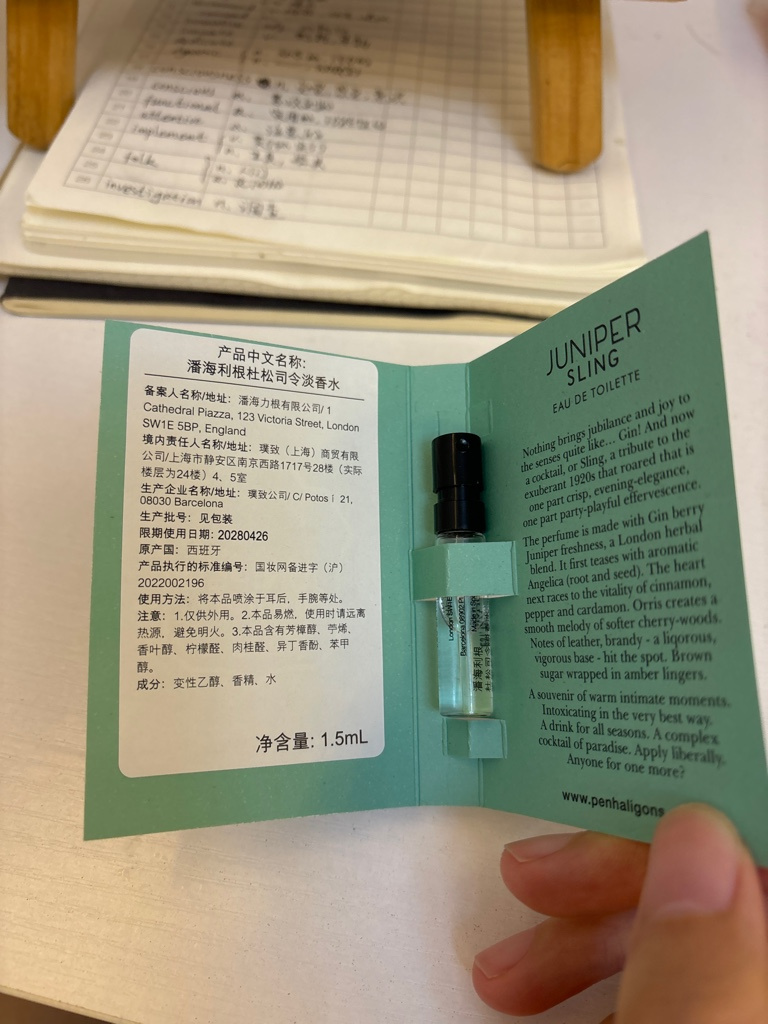 consciousness
emotional
functional n.
attentive n.
implement
folk
investigation n. 调查
产品中文名称:
潘海利根杜松司令淡香水
备案人名称/地址: 潘海力根有限公司/ 1
Cathedral Piazza, 123 Victoria Street, London
SW1E 5BP, England
境内责任人名称/地址: 璞致（上海）商贸有限
公司/上海市静安区南京西路1717号28楼（实际
楼层为24楼）4、5室
生产企业名称/地址: 璞致公司/ C/ Potosí 21,
08030 Barcelona
生产批号: 见包装
限期使用日期: 20280426
原产国: 西班牙
产品执行的标准编号: 国妆网备进字（沪）
2022002196
使用方法: 将本品喷涂于耳后、手腕等处。
注意: 1.仅供外用。2.本品易燃，使用时请远离
热源、避免明火。3.本品含有芳樟醇、苧烯、
香叶醇、柠檬醛、肉桂醛、异丁香酚、苯甲
醇。
成分: 变性乙醇、香精、水
净含量: 1.5mL
潘海利根
杜松司令
JUNIPER
SLING
EAU DE TOILETTE
Nothing brings jubilance and joy to
the senses quite like... Gin! And now
a cocktail, or Sling, a tribute to the
exuberant 1920s that roared that is
one part crisp, evening-elegance,
one part party-playful effervescence.
The perfume is made with Gin berry
Juniper freshness, a London herbal
blend. It first teases with aromatic
Angelica (root and seed). The heart
next races to the vitality of cinnamon,
pepper and cardamon. Orris creates a
smooth melody of softer cherry-woods.
Notes of leather, brandy - a liqorous,
vigorous base - hit the spot. Brown
sugar wrapped in amber lingers.
A souvenir of warm intimate moments.
Intoxicating in the very best way.
A drink for all seasons. A complex
cocktail of paradise. Apply liberally.
Anyone for one more?
www.penhaligons